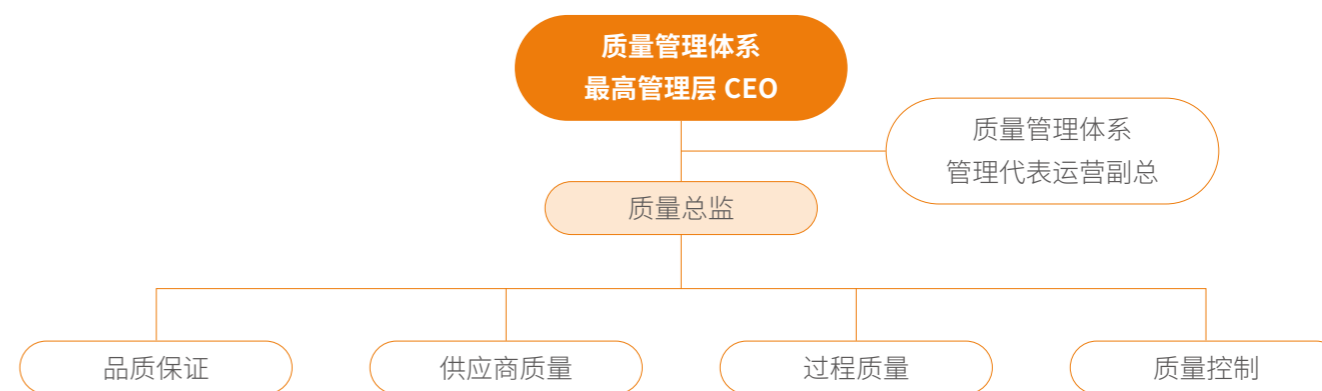 质量管理体系
最高管理层 CEO
质量管理体系
管理代表运营副总
质量总监
品质保证
供应商质量
过程质量
质量控制